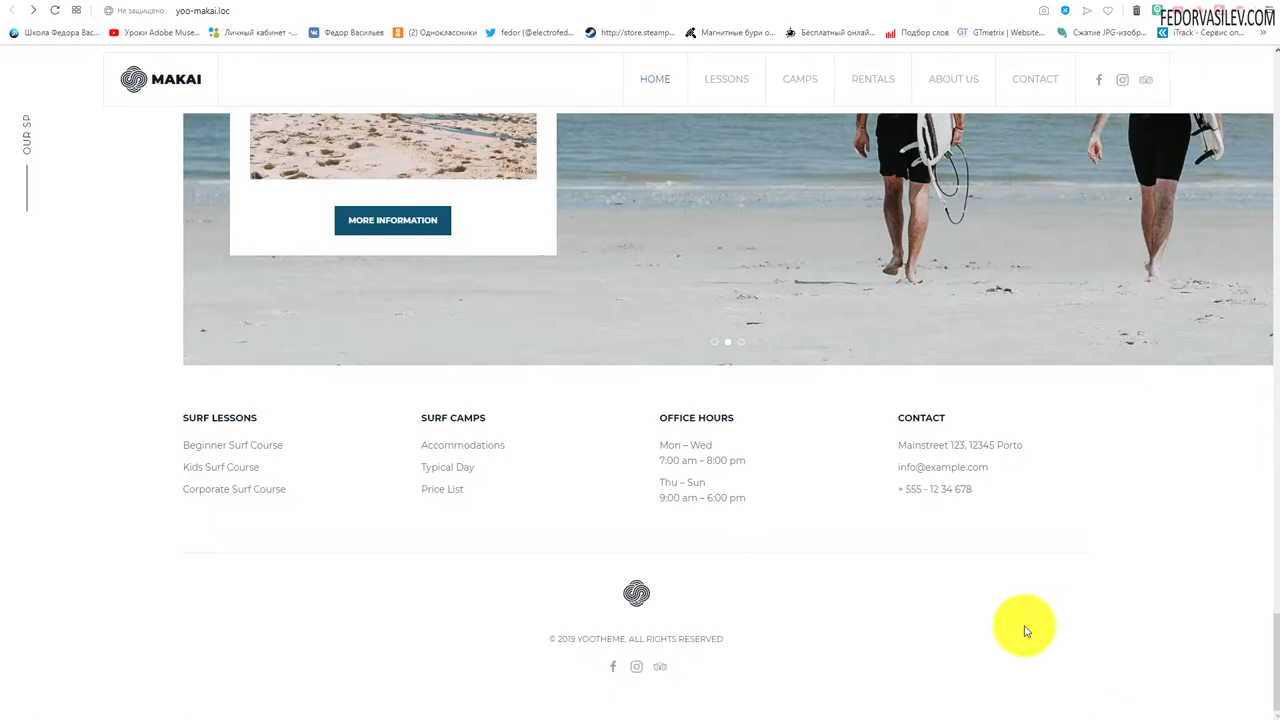 Не защищено yoo-makai.loc
FEDORVASILEV.COM
Школа Федора Вас... Уроки Adobe Muse... Личный кабинет -... Федор Васильев (2) Одноклассники fedor (@electrofed... http://store.steamp... Магнитные бури о... Бесплатный онлай... Подбор слов GTmetrix | Website... Сжатие JPG-изобр... iTrack - Сервис оп...
MAKAI HOME LESSONS CAMPS RENTALS ABOUT US CONTACT
OUR SP
MORE INFORMATION
SURF LESSONS SURF CAMPS OFFICE HOURS CONTACT
Beginner Surf Course Accommodations Mon – Wed Mainstreet 123, 12345 Porto
7:00 am – 8:00 pm
Kids Surf Course Typical Day info@example.com
Thu – Sun
Corporate Surf Course Price List + 555 - 12 34 678
9:00 am – 6:00 pm
© 2019 YOOTHEME. ALL RIGHTS RESERVED